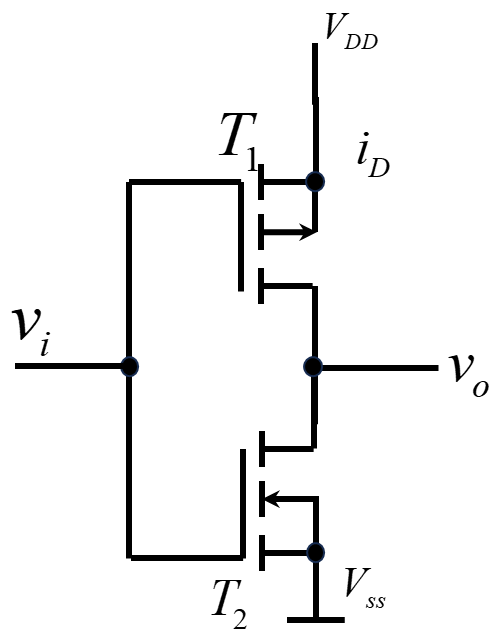 V_DD
T_1
i_D
v_i
v_o
V_ss
T_2